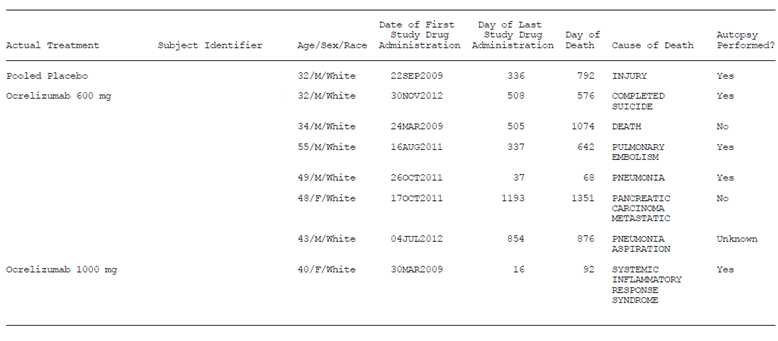 Date of First Day of Last
Study Drug Study Drug Day of Autopsy
Actual Treatment Subject Identifier Age/Sex/Race Administration Administration Death Cause of Death Performed?
Pooled Placebo 32/M/White 22SEP2009 336 792 INJURY Yes
Ocrelizumab 600 mg 32/M/White 30NOV2012 508 576 COMPLETED Yes
SUICIDE
34/M/White 24MAR2009 505 1074 DEATH No
55/M/White 16AUG2011 337 642 PULMONARY Yes
EMBOLISM
49/M/White 26OCT2011 37 68 PNEUMONIA Yes
48/F/White 17OCT2011 1193 1351 PANCREATIC No
CARCINOMA
METASTATIC
43/M/White 04JUL2012 854 876 PNEUMONIA Unknown
ASPIRATION
Ocrelizumab 1000 mg 40/F/White 30MAR2009 16 92 SYSTEMIC Yes
INFLAMMATORY
RESPONSE
SYNDROME